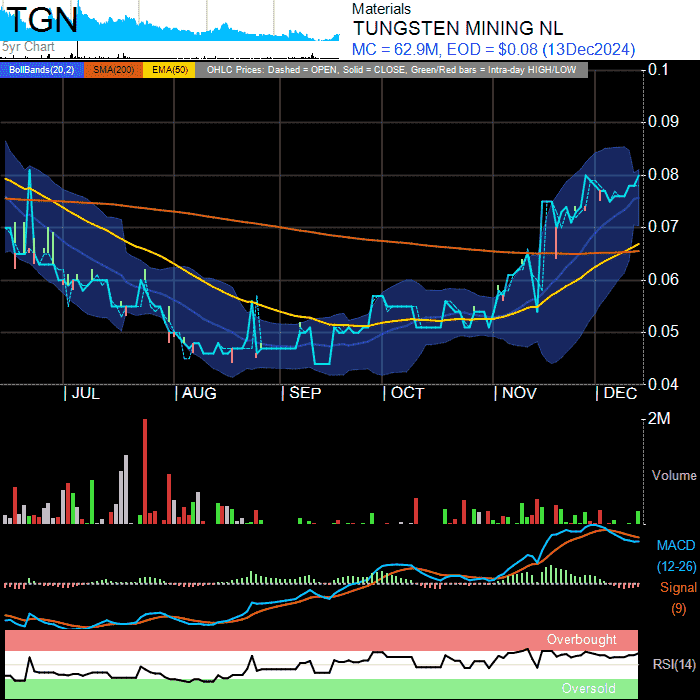 TGN
5yr Chart
Materials
TUNGSTEN MINING NL
MC = 62.9M, EOD = $0.08 (13Dec2024)
BollBands(20,2) SMA(200) EMA(50) OHLC Prices: Dashed = OPEN, Solid = CLOSE, Green/Red bars = Intra-day HIGH/LOW
0.1
0.09
0.08
0.07
0.06
0.05
0.04
JUL AUG SEP OCT NOV DEC
2M
Volume
MACD
(12-26)
Signal
(9)
Overbought
RSI(14)
Oversold